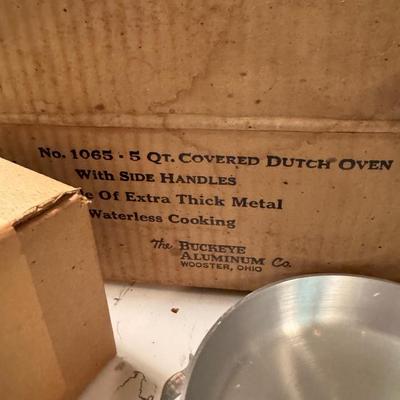 No. 1065 - 5 QT. COVERED DUTCH OVEN
With SIDE HANDLES
Of Extra Thick Metal
Waterless Cooking
The BUCKEYE
ALUMINUM Co.
WOOSTER, OHIO